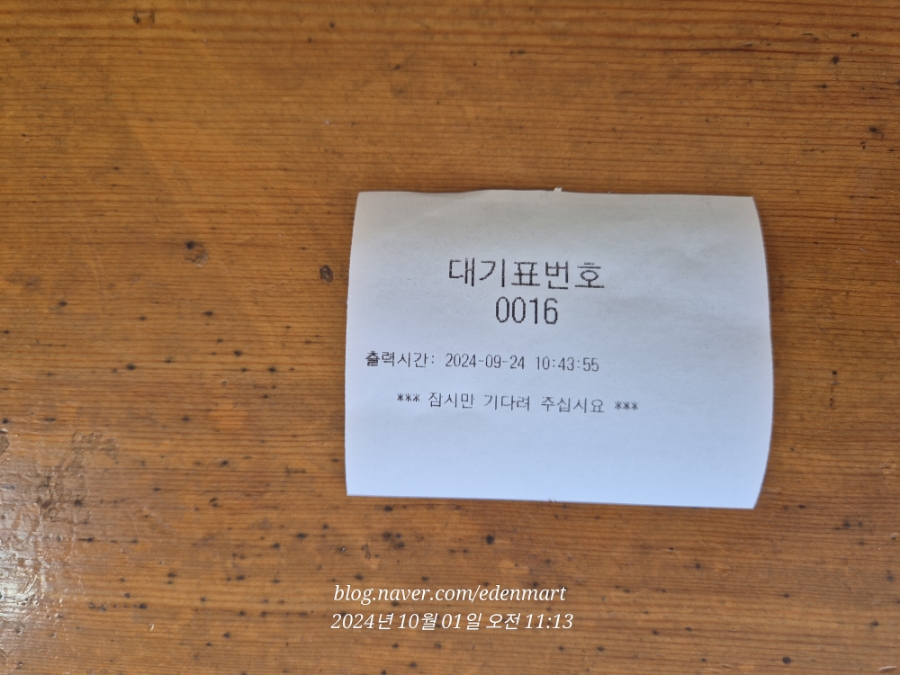 대기표번호
0016
출력시간: 2024-09-24 10:43:55
*** 잠시만 기다려 주십시요 ***
blog.naver.com/edenmart
2024년 10월 01일 오전 11:13